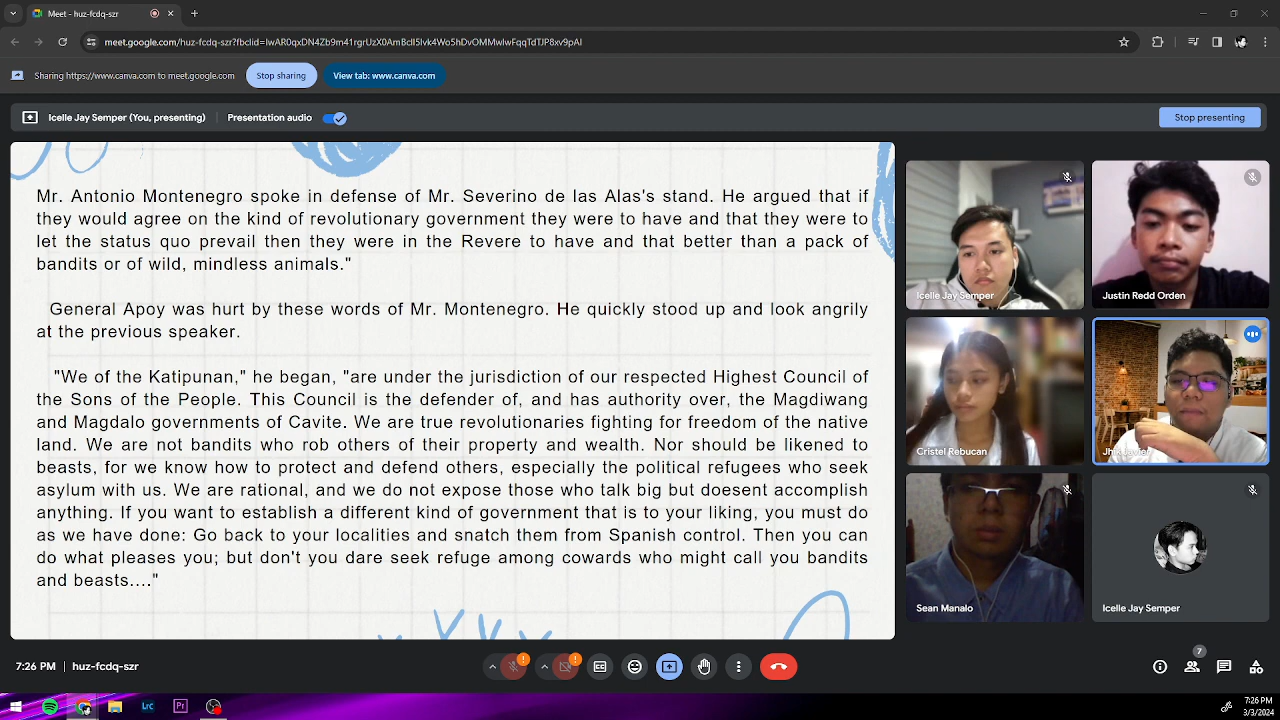 Meet - huz-fcdq-szr
meet.google.com/huz-fcdq-szr?fbclid=IwAR0qxDN4Zb9m41rgrUzX0AmBcIl5Ivk4Wo5hDvOMMwlwFqqTdTJP8xv9pAI
Sharing https://www.canva.com to meet.google.com
Stop sharing
View tab: www.canva.com
Icelle Jay Semper (You, presenting)
Presentation audio
Stop presenting
Mr. Antonio Montenegro spoke in defense of Mr. Severino de las Alas's stand. He argued that if
they would agree on the kind of revolutionary government they were to have and that they were to
let the status quo prevail then they were in the Revere to have and that better than a pack of
bandits or of wild, mindless animals."
General Apoy was hurt by these words of Mr. Montenegro. He quickly stood up and look angrily
at the previous speaker.
"We of the Katipunan," he began, "are under the jurisdiction of our respected Highest Council of
the Sons of the People. This Council is the defender of, and has authority over, the Magdiwang
and Magdalo governments of Cavite. We are true revolutionaries fighting for freedom of the native
land. We are not bandits who rob others of their property and wealth. Nor should be likened to
beasts, for we know how to protect and defend others, especially the political refugees who seek
asylum with us. We are rational, and we do not expose those who talk big but doesent accomplish
anything. If you want to establish a different kind of government that is to your liking, you must do
as we have done: Go back to your localities and snatch them from Spanish control. Then you can
do what pleases you; but don't you dare seek refuge among cowards who might call you bandits
and beasts...."
Icelle Jay Semper
Justin Redd Orden
Cristel Rebucan
Sean Manalo
Icelle Jay Semper
7:26 PM | huz-fcdq-szr
7
Lrc
Pr
7:26 PM
3/3/2024